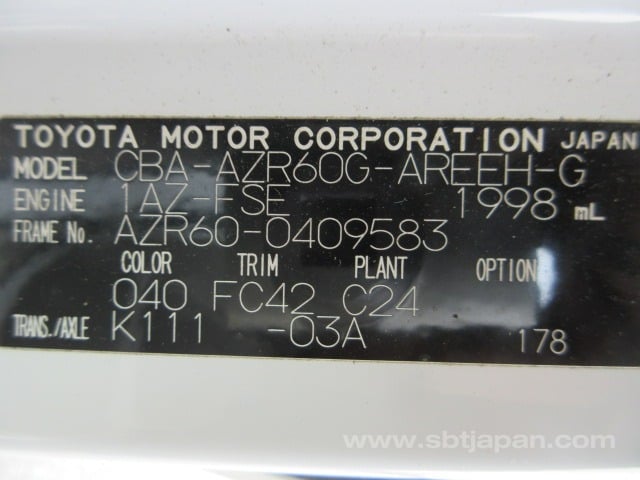 TOYOTA MOTOR CORPORATION JAPAN
MODEL CBA-AZR60G-AREEH-G
ENGINE 1AZ-FSE 1998 mL
FRAME No. AZR60-0409583
COLOR TRIM PLANT OPTION
040 FC42 C24
TRANS./AXLE K111 -03A 178
www.sbtjapan.com